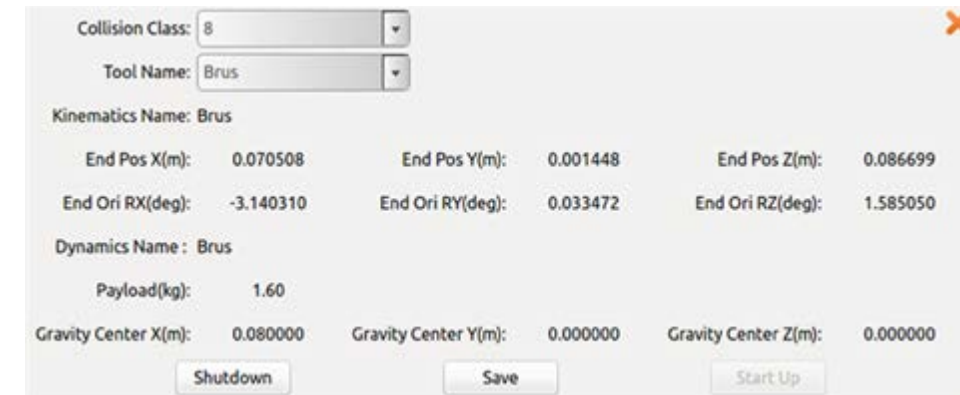 Collision Class: 8
Tool Name: Brus
Kinematics Name: Brus
End Pos X(m): 0.070508 End Pos Y(m): 0.001448 End Pos Z(m): 0.086699
End Ori RX(deg): -3.140310 End Ori RY(deg): 0.033472 End Ori RZ(deg): 1.585050
Dynamics Name : Brus
Payload(kg): 1.60
Gravity Center X(m): 0.080000 Gravity Center Y(m): 0.000000 Gravity Center Z(m): 0.000000
Shutdown Save Start Up